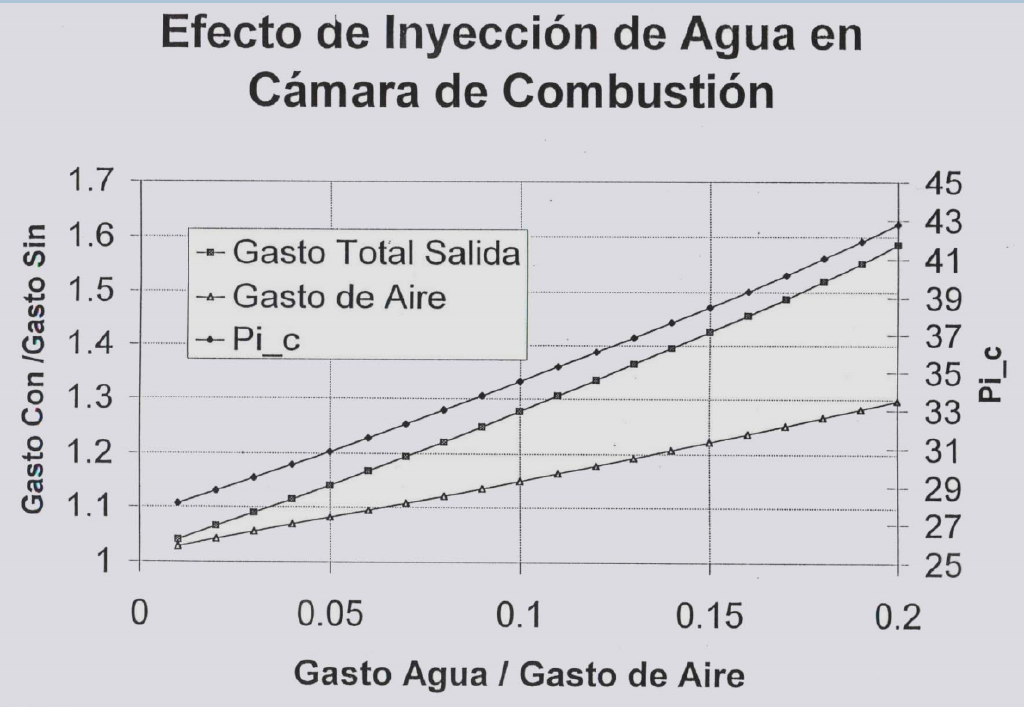 Efecto de Inyección de Agua en
Cámara de Combustión
Gasto Con /Gasto Sin
1.7
1.6
1.5
1.4
1.3
1.2
1.1
1
Gasto Total Salida
Gasto de Aire
Pi_c
45
43
41
39
37
35
33
31
29
27
25
Pi_c
0 0.05 0.1 0.15 0.2
Gasto Agua / Gasto de Aire